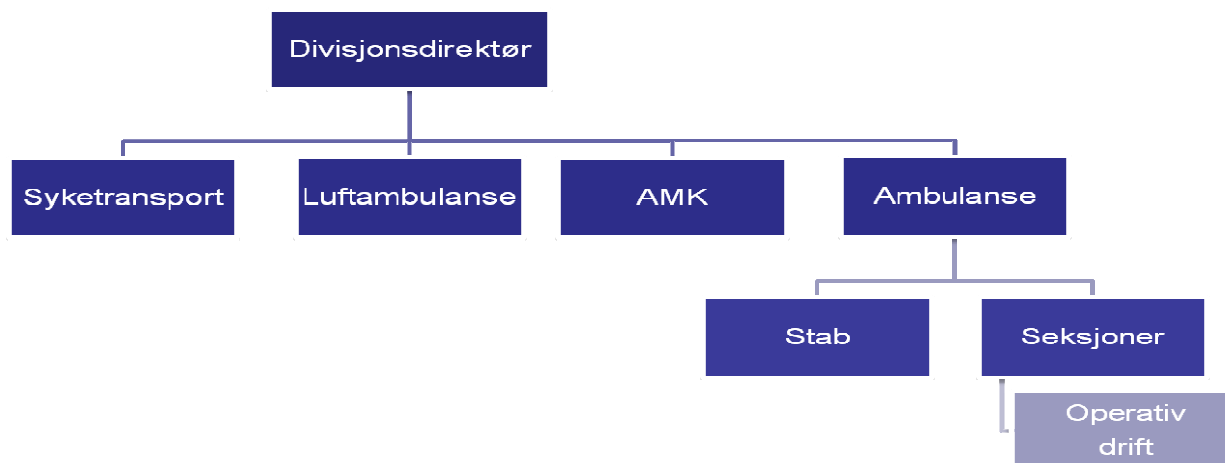 Divisjonsdirektør
Syketransport
Luftambulanse
AMK
Ambulanse
Stab
Seksjoner
Operativ
drift